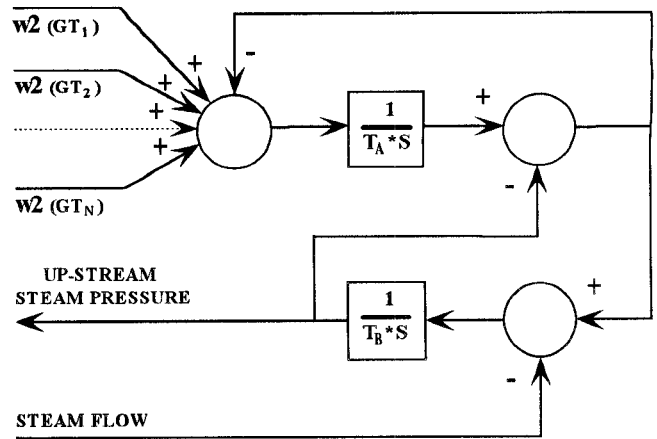 w2 (GT1)
-
+
w2 (GT2)
+
+
+
w2 (GTN)
1
TA*S
+
-
UP-STREAM
STEAM PRESSURE
1
TB*S
+
-
STEAM FLOW